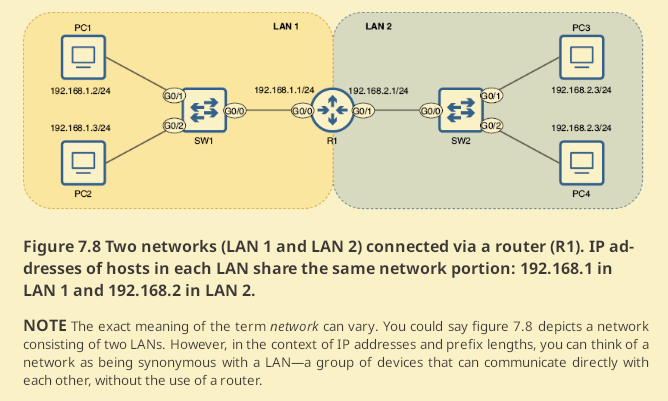 LAN 1
LAN 2
PC1
PC3
192.168.1.2/24
G0/1
192.168.1.1/24
192.168.2.1/24
G0/1
192.168.2.3/24
G0/0
G0/0
G0/1
G0/0
192.168.1.3/24
G0/2
SW1
R1
SW2
G0/2
192.168.2.3/24
PC2
PC4
Figure 7.8 Two networks (LAN 1 and LAN 2) connected via a router (R1). IP ad-
dresses of hosts in each LAN share the same network portion: 192.168.1 in
LAN 1 and 192.168.2 in LAN 2.
NOTE The exact meaning of the term network can vary. You could say figure 7.8 depicts a network
consisting of two LANs. However, in the context of IP addresses and prefix lengths, you can think of a
network as being synonymous with a LAN—a group of devices that can communicate directly with
each other, without the use of a router.